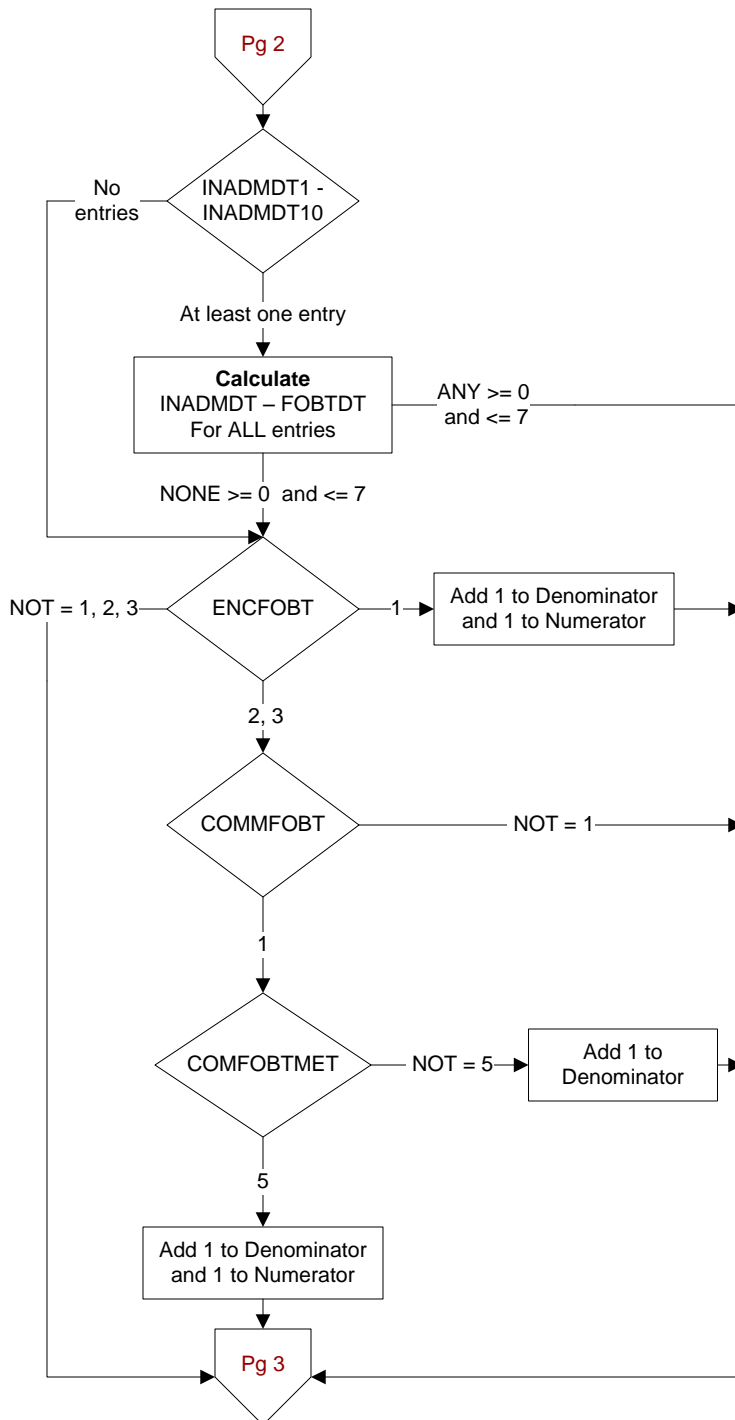 Pg 2
No
entries
INADMDT1 -
INADMDT10
At least one entry
Calculate
INADMDT – FOBTDT
For ALL entries
ANY >= 0
and <= 7
NONE >= 0 and <= 7
NOT = 1, 2, 3
ENCFOBT
1
Add 1 to Denominator
and 1 to Numerator
2, 3
COMMFOBT
NOT = 1
1
COMFOBTMET
NOT = 5
Add 1 to
Denominator
5
Add 1 to Denominator
and 1 to Numerator
Pg 3